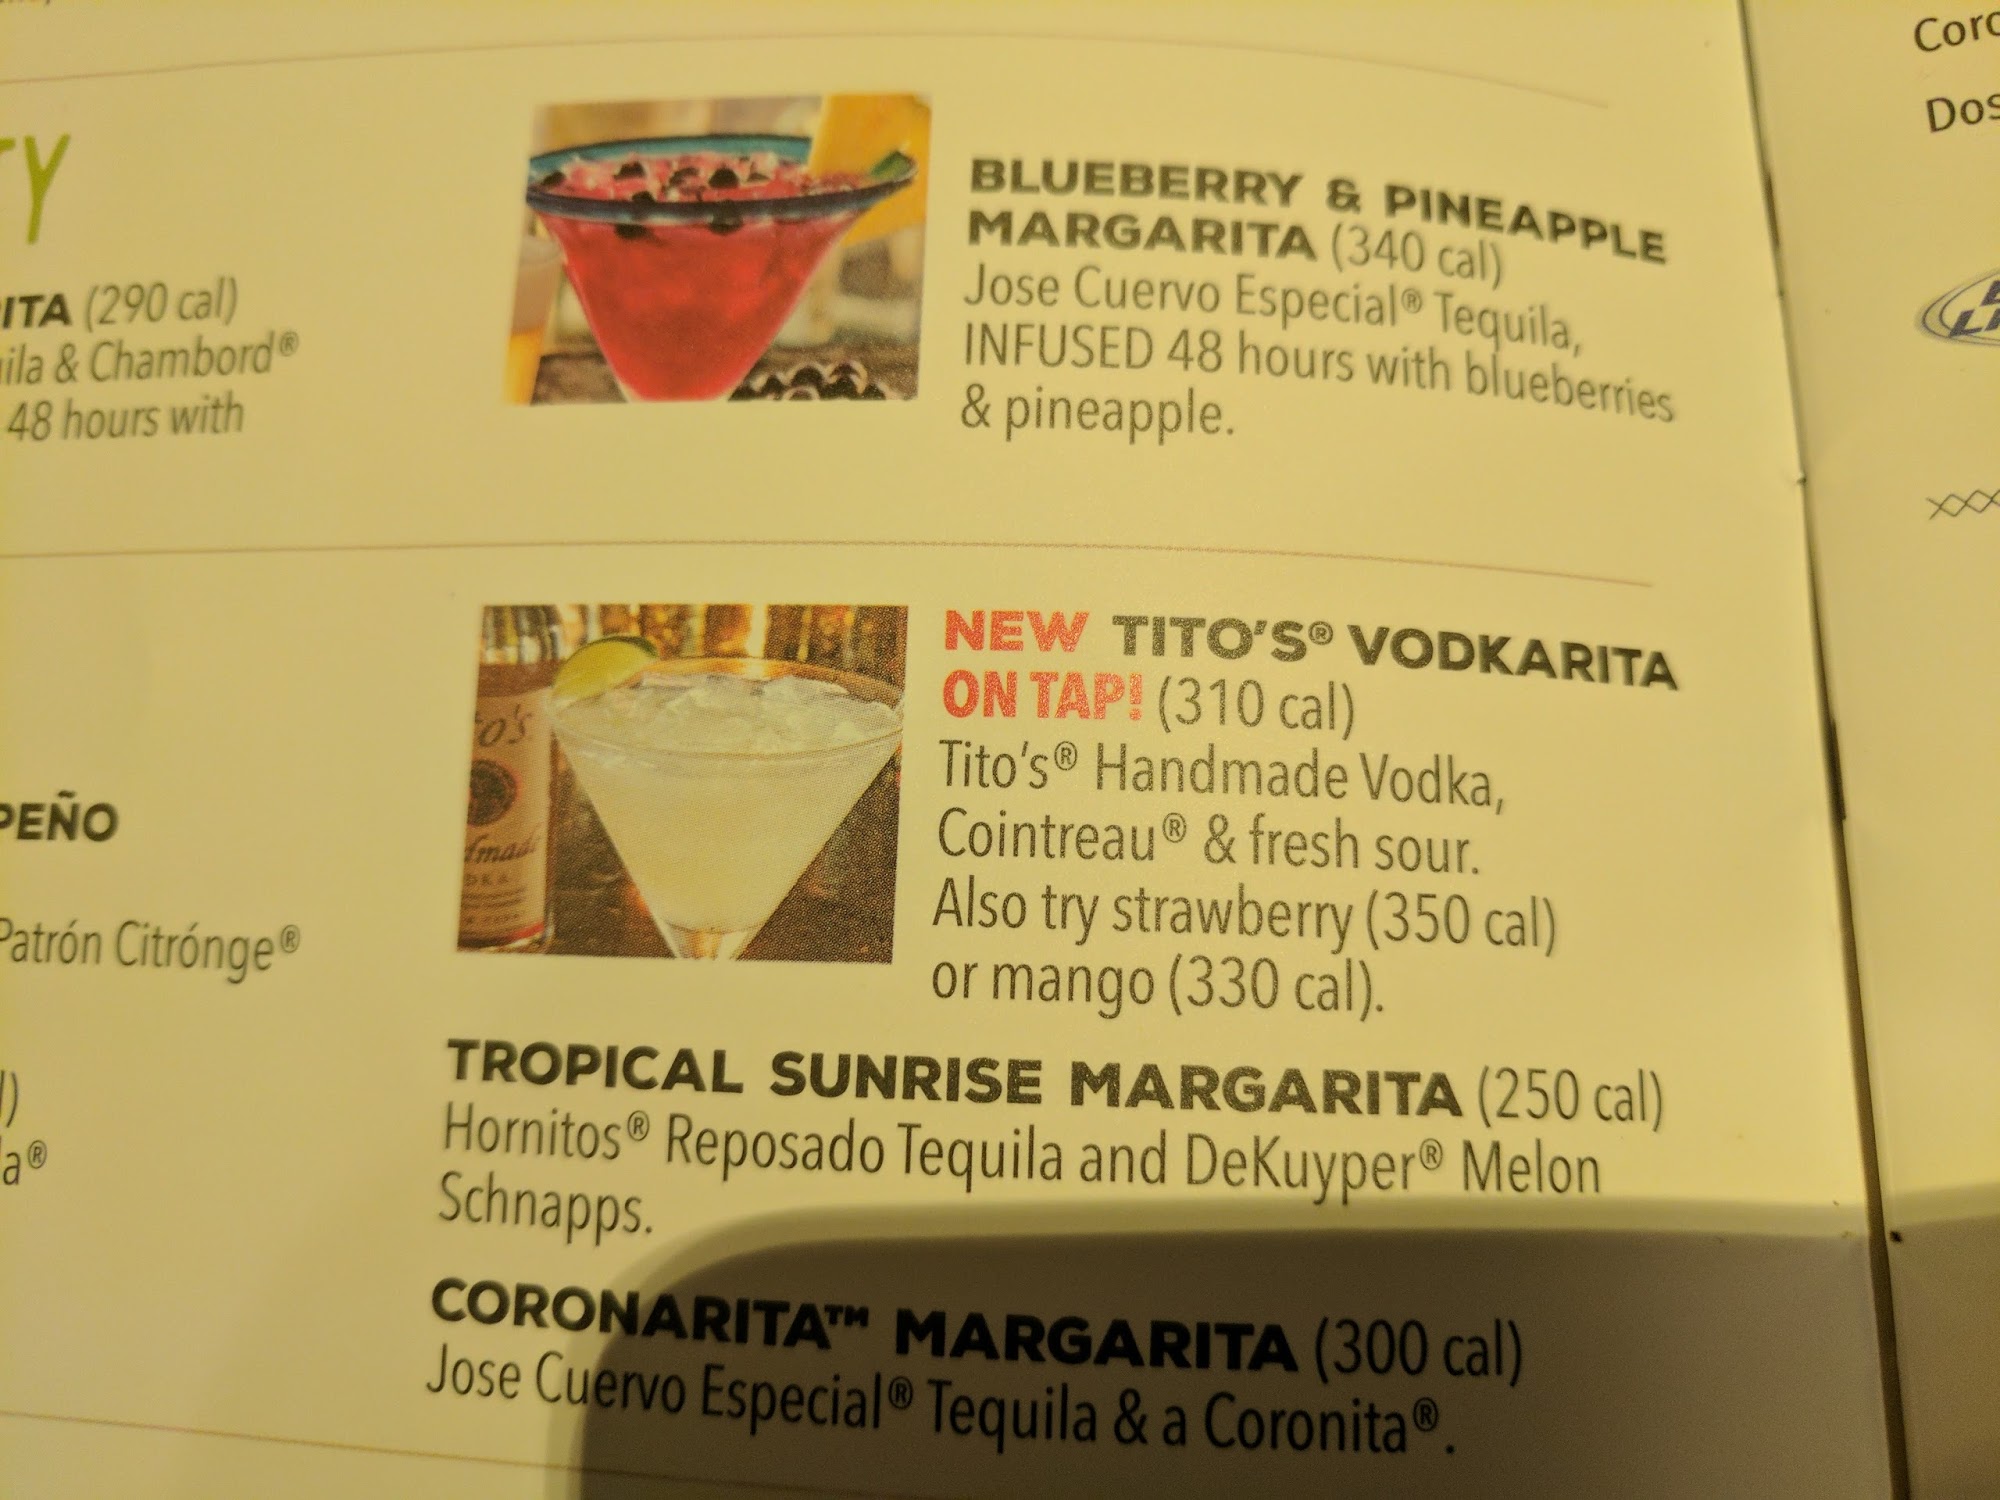 TY
ITA (290 cal)
& Chambord®
48 hours with
BLUEBERRY & PINEAPPLE
MARGARITA (340 cal)
Jose Cuervo Especial® Tequila,
INFUSED 48 hours with blueberries
& pineapple.
PEÑO
Patrón Citrónge®
NEW TITO'S® VODKARITA
ON TAP! (310 cal)
Tito's® Handmade Vodka,
Cointreau® & fresh sour.
Also try strawberry (350 cal)
or mango (330 cal).
TROPICAL SUNRISE MARGARITA (250 cal)
Hornitos® Reposado Tequila and DeKuyper® Melon
Schnapps.
CORONARITA™ MARGARITA (300 cal)
Jose Cuervo Especial® Tequila & a Coronita®.
Coro
Dos